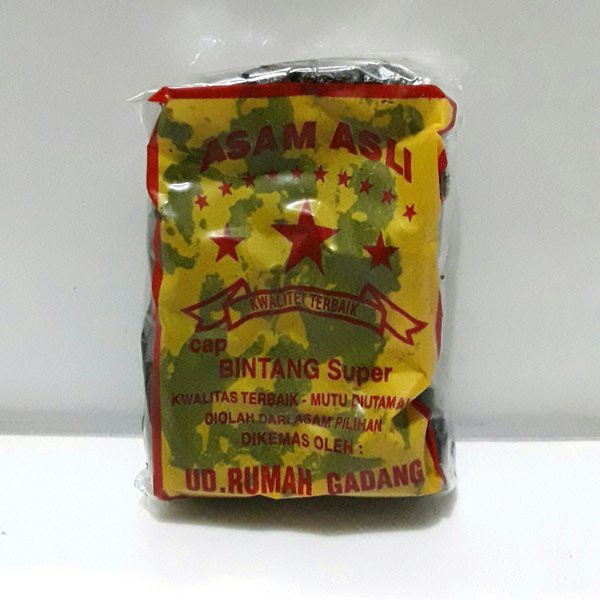 ASAM ASLI
KWALITET TERBAIK
cap
BINTANG Super
KWALITAS TERBAIK - MUTU DIUTAMA
DIOLAH DARI ASAM PILIHAN
DIKEMAS OLEH :
UD.RUMAH GADANG